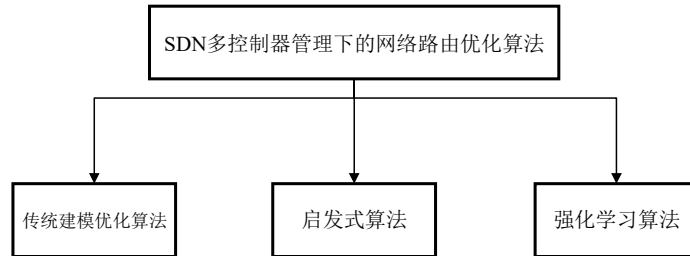 SDN多控制器管理下的网络路由优化算法
传统建模优化算法
启发式算法
强化学习算法